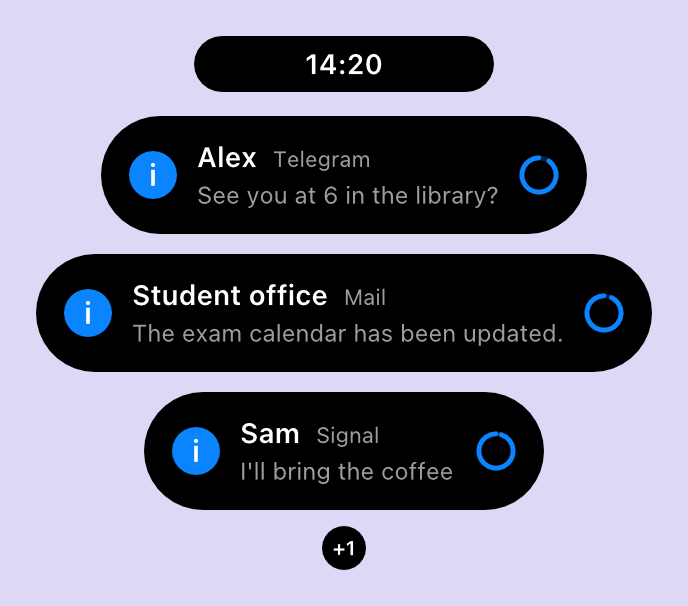 14:20
Alex Telegram
See you at 6 in the library?
Student office Mail
The exam calendar has been updated.
Sam Signal
I'll bring the coffee
+1